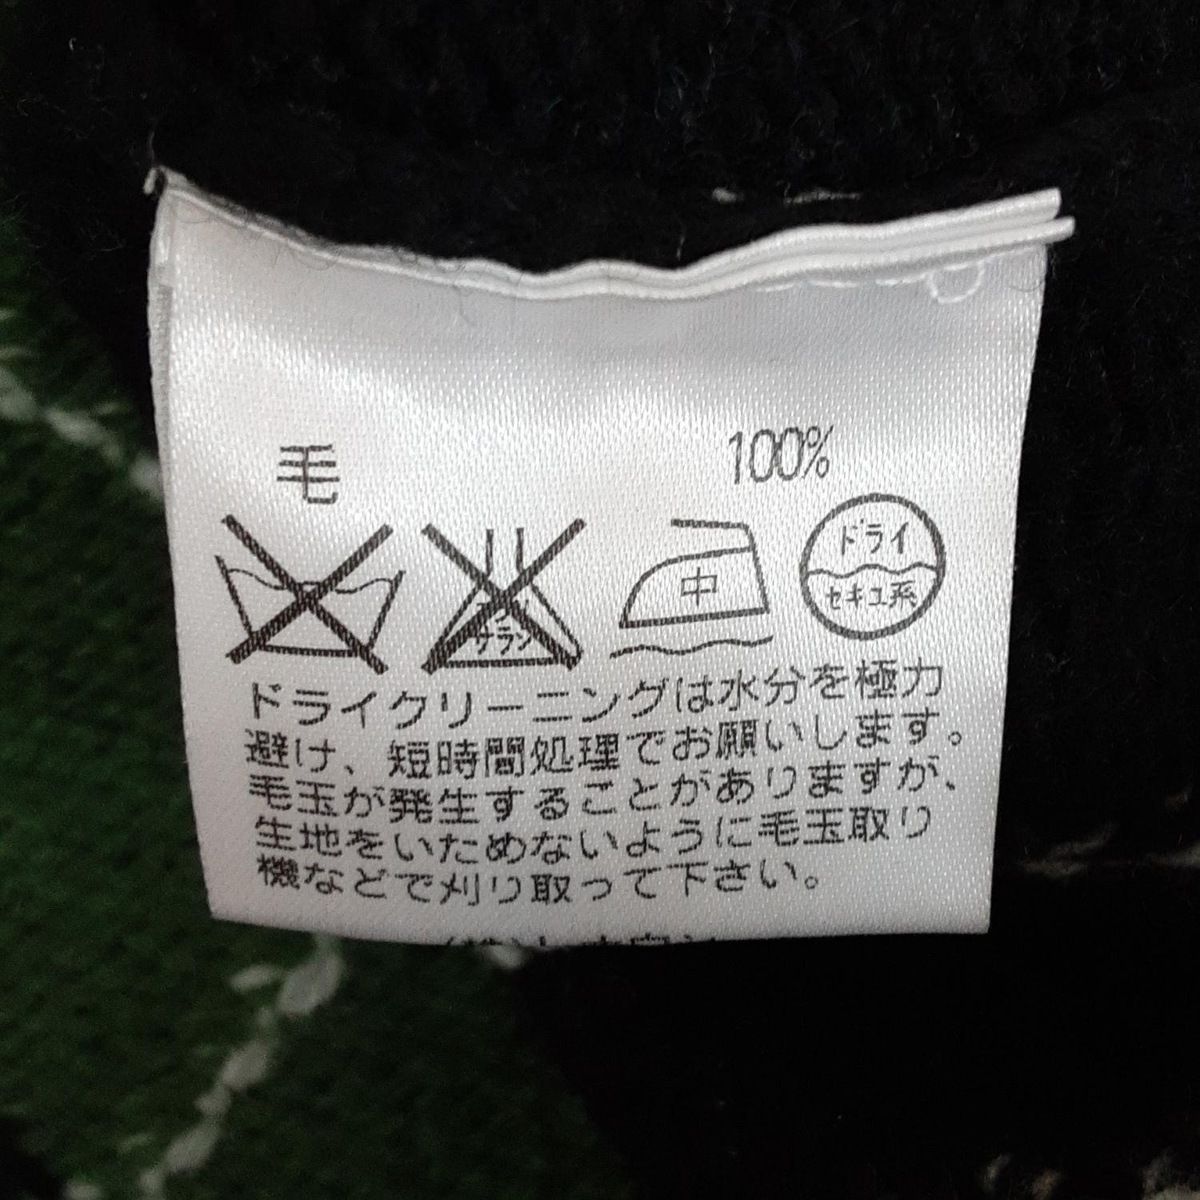 毛 100%
サラシ
中
ドライ
セキユ系
ドライクリーニングは水分を極力
避け、短時間処理でお願いします。
毛玉が発生することがありますが、
生地をいためないように毛玉取り
機などで刈り取って下さい。